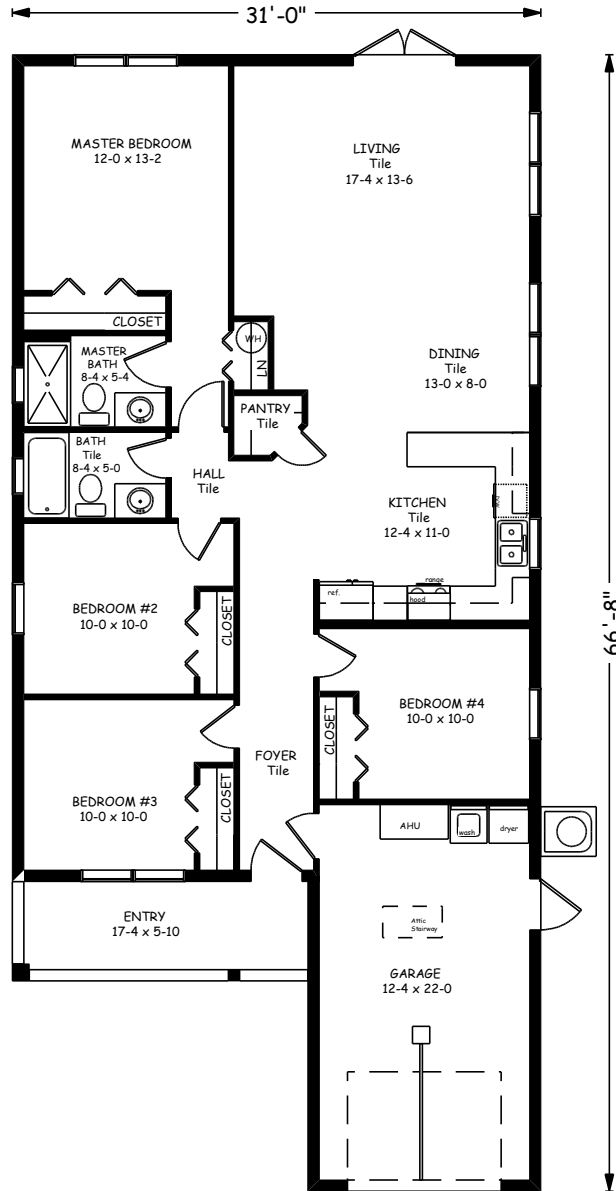 31'-0"
MASTER BEDROOM
12-0 x 13-2
LIVING
Tile
17-4 x 13-6
CLOSET
MASTER
BATH
8-4 x 5-4
WH
LN
DINING
Tile
13-0 x 8-0
PANTRY
Tile
BATH
Tile
8-4 x 5-0
HALL
Tile
KITCHEN
Tile
12-4 x 11-0
ref.
range
hood
66'-8"
BEDROOM #2
10-0 x 10-0
CLOSET
BEDROOM #4
10-0 x 10-0
CLOSET
FOYER
Tile
BEDROOM #3
10-0 x 10-0
CLOSET
AHU
wash
dryer
ENTRY
17-4 x 5-10
Attic
Stairway
GARAGE
12-4 x 22-0